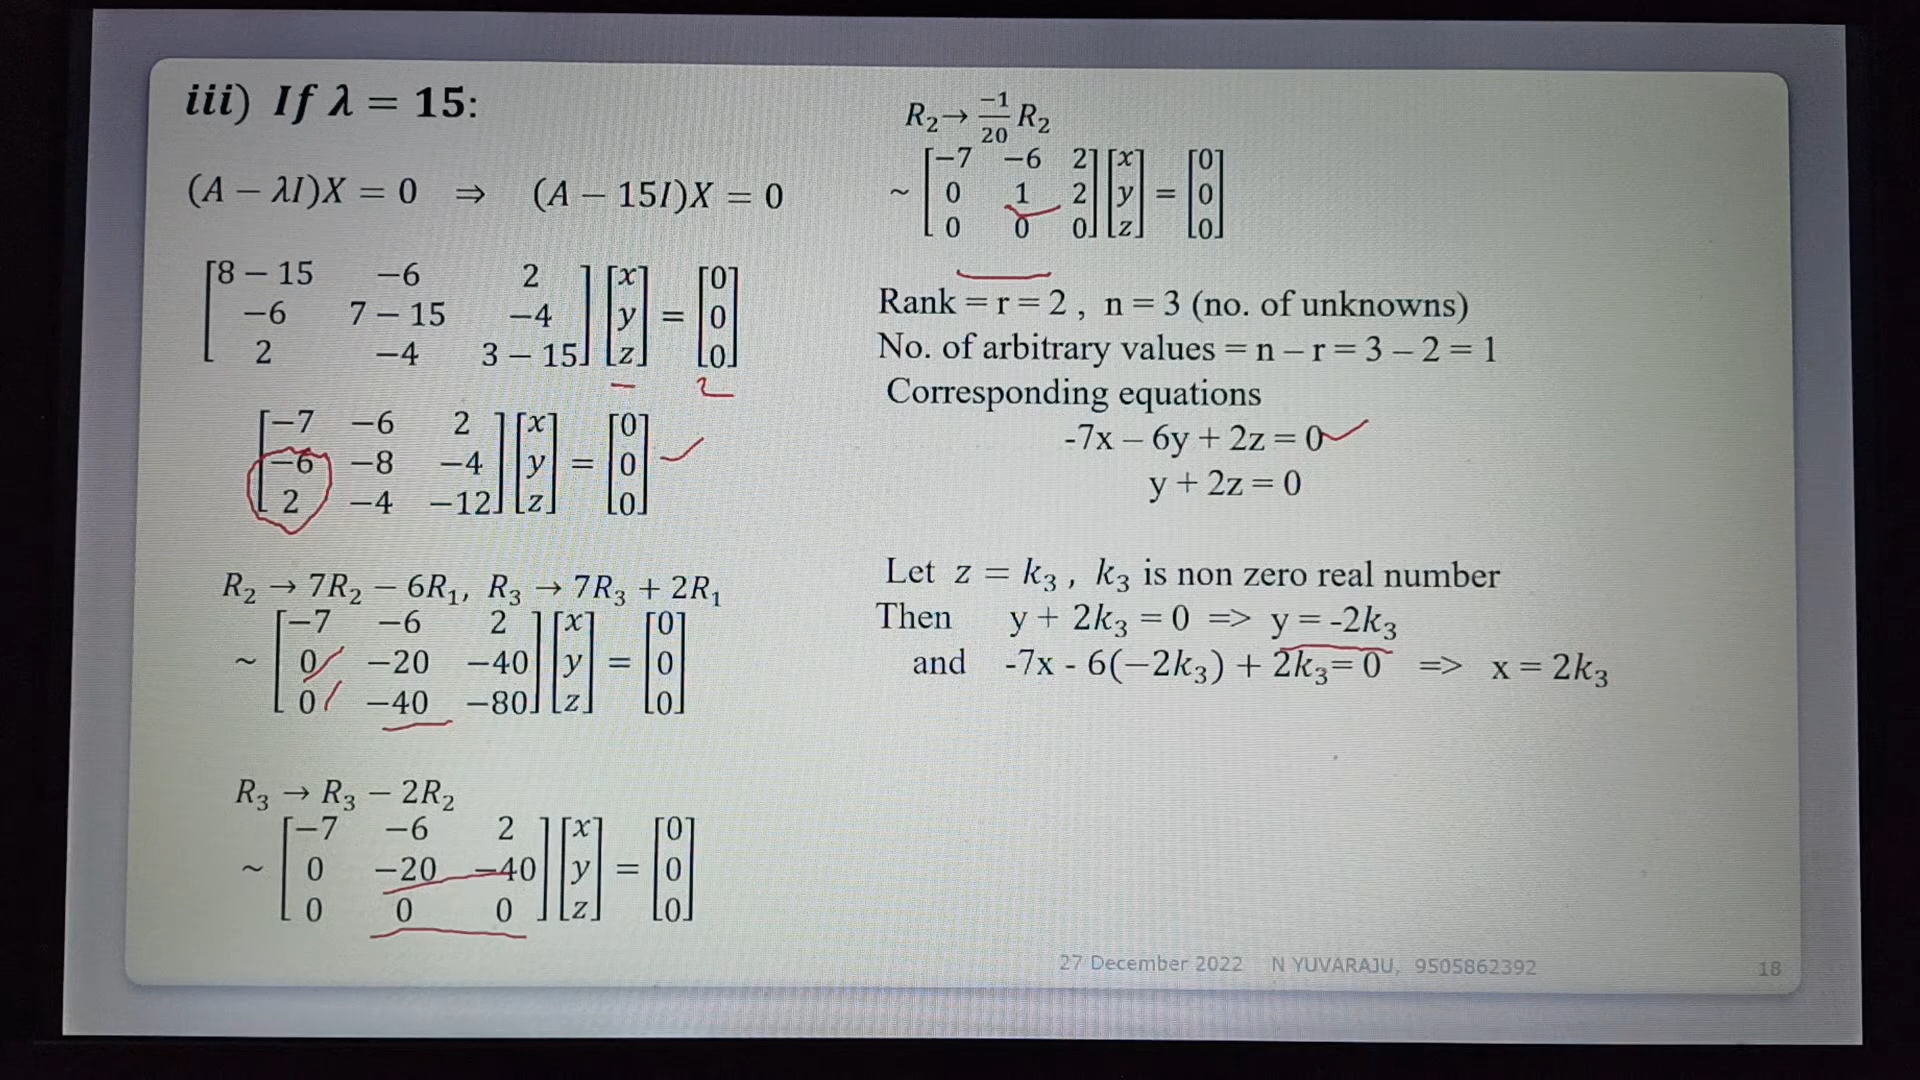 iii) If λ = 15:
(A − λI)X = 0 ⇒ (A − 15I)X = 0
[8 − 15 −6 2] [x] = [0]
[−6 7 − 15 −4] [y] [0]
[2 −4 3 − 15] [z] [0]
[−7 −6 2] [x] = [0]
[−6 −8 −4] [y] [0]
[2 −4 −12] [z] [0]
R₂ → 7R₂ − 6R₁, R₃ → 7R₃ + 2R₁
~ [−7 −6 2] [x] = [0]
[0 −20 −40] [y] [0]
[0 −40 −80] [z] [0]
R₃ → R₃ − 2R₂
~ [−7 −6 2] [x] = [0]
[0 −20 −40] [y] [0]
[0 0 0] [z] [0]
R₂→ −1/20 R₂
~ [−7 −6 2] [x] = [0]
[0 1 2] [y] [0]
[0 0 0] [z] [0]
Rank = r = 2 , n = 3 (no. of unknowns)
No. of arbitrary values = n – r = 3 – 2 = 1
Corresponding equations
-7x – 6y + 2z = 0
y + 2z = 0
Let z = k₃ , k₃ is non zero real number
Then y + 2k₃ = 0 => y = -2k₃
and -7x - 6(−2k₃) + 2k₃= 0 => x = 2k₃
27 December 2022 N YUVARAJU, 9505862392 18